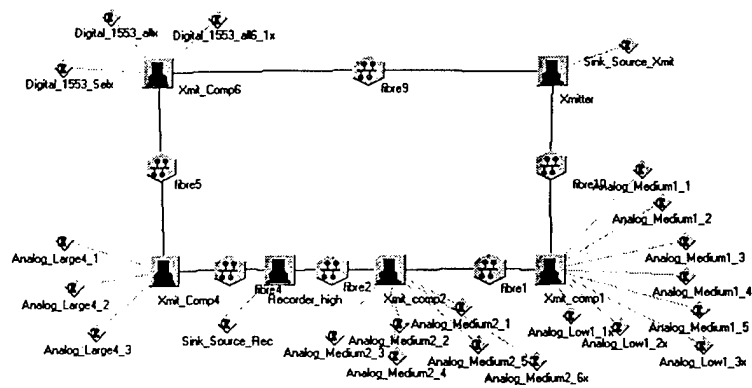 Digital_1553_allx
Digital_1553_all6_1x
Digital_1553_Selx
Xmit_Comp6
fibre9
Xmitter
Sink_Source_Xmit
fibre5
fibre10
Analog_Medium1_1
Analog_Medium1_2
Analog_Medium1_3
Analog_Medium1_4
Analog_Medium1_5
Analog_Large4_1
Analog_Large4_2
Analog_Large4_3
Xmit_Comp4
fibre4
Recorder_high
fibre2
Xmit_comp2
fibre1
Xmit_comp1
Sink_Source_Rec
Analog_Medium2_1
Analog_Medium2_2
Analog_Medium2_3
Analog_Medium2_4
Analog_Medium2_5
Analog_Medium2_6x
Analog_Low1_1x
Analog_Low1_2x
Analog_Low1_3x